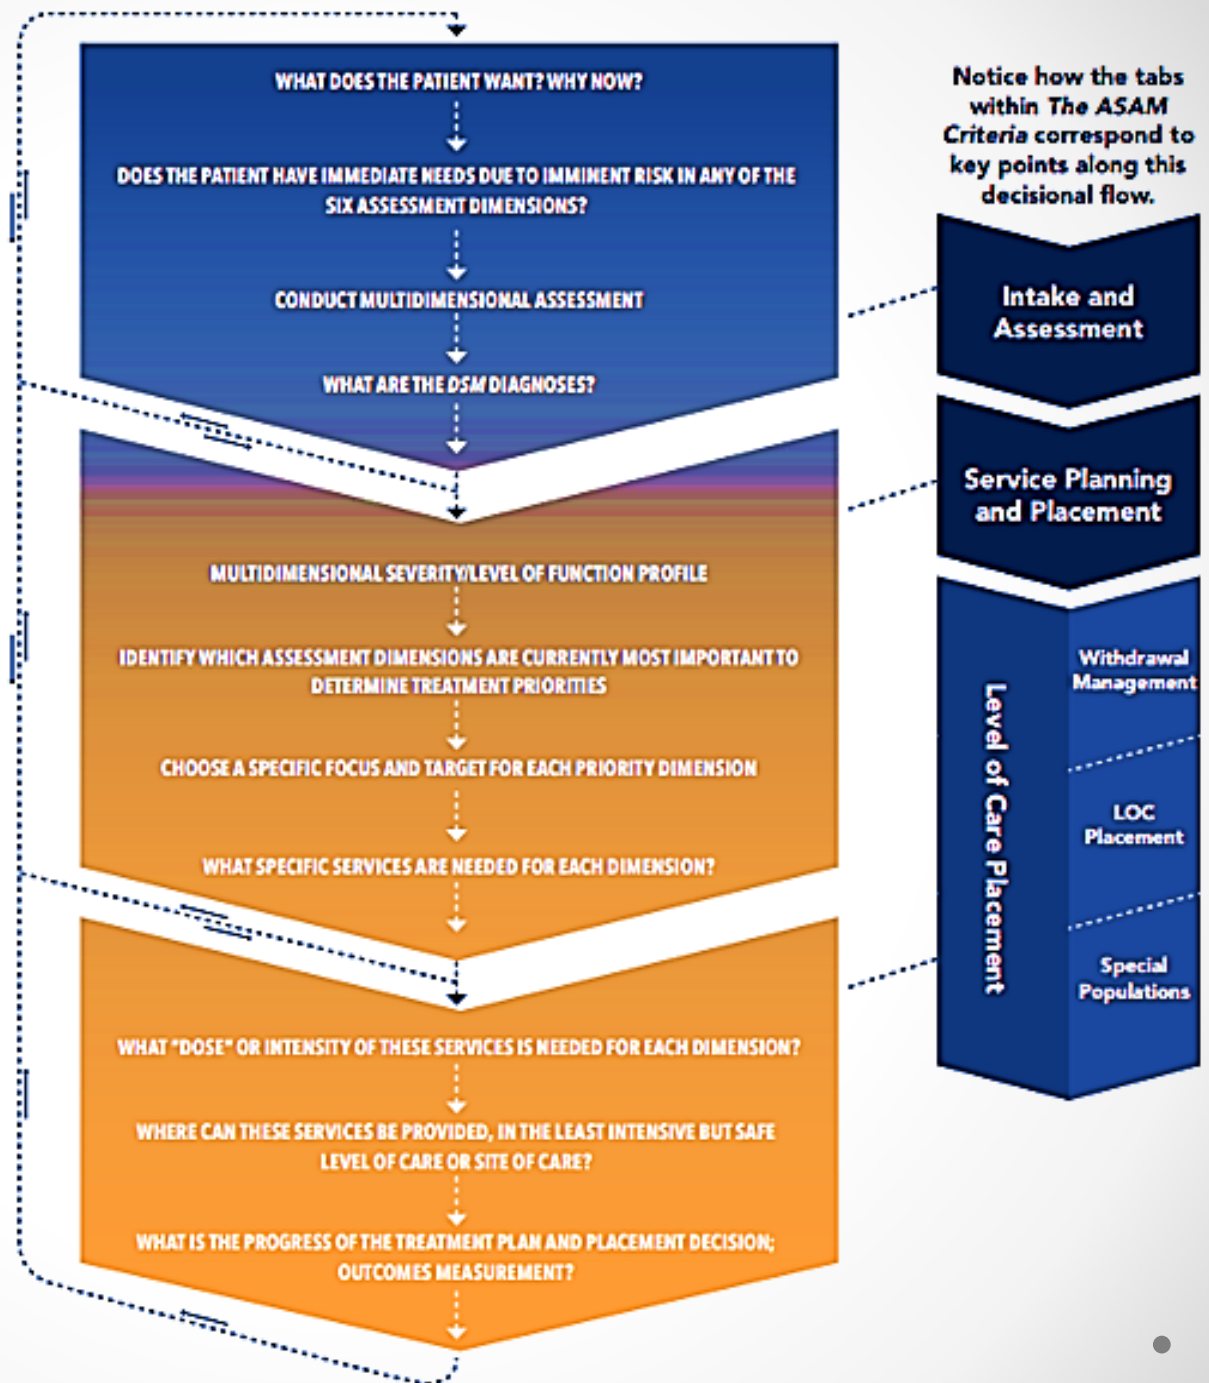 WHAT DOES THE PATIENT WANT? WHY NOW?
DOES THE PATIENT HAVE IMMEDIATE NEEDS DUE TO IMMINENT RISK IN ANY OF THE
SIX ASSESSMENT DIMENSIONS?
CONDUCT MULTIDIMENSIONAL ASSESSMENT
WHAT ARE THE DSM DIAGNOSES?
MULTIDIMENSIONAL SEVERITY/LEVEL OF FUNCTION PROFILE
IDENTIFY WHICH ASSESSMENT DIMENSIONS ARE CURRENTLY MOST IMPORTANT TO
DETERMINE TREATMENT PRIORITIES
CHOOSE A SPECIFIC FOCUS AND TARGET FOR EACH PRIORITY DIMENSION
WHAT SPECIFIC SERVICES ARE NEEDED FOR EACH DIMENSION?
WHAT "DOSE" OR INTENSITY OF THESE SERVICES IS NEEDED FOR EACH DIMENSION?
WHERE CAN THESE SERVICES BE PROVIDED, IN THE LEAST INTENSIVE BUT SAFE
LEVEL OF CARE OR SITE OF CARE?
WHAT IS THE PROGRESS OF THE TREATMENT PLAN AND PLACEMENT DECISION;
OUTCOMES MEASUREMENT?
Notice how the tabs
within The ASAM
Criteria correspond to
key points along this
decisional flow.
Intake and
Assessment
Service Planning
and Placement
Level of Care Placement
Withdrawal
Management
LOC
Placement
Special
Populations